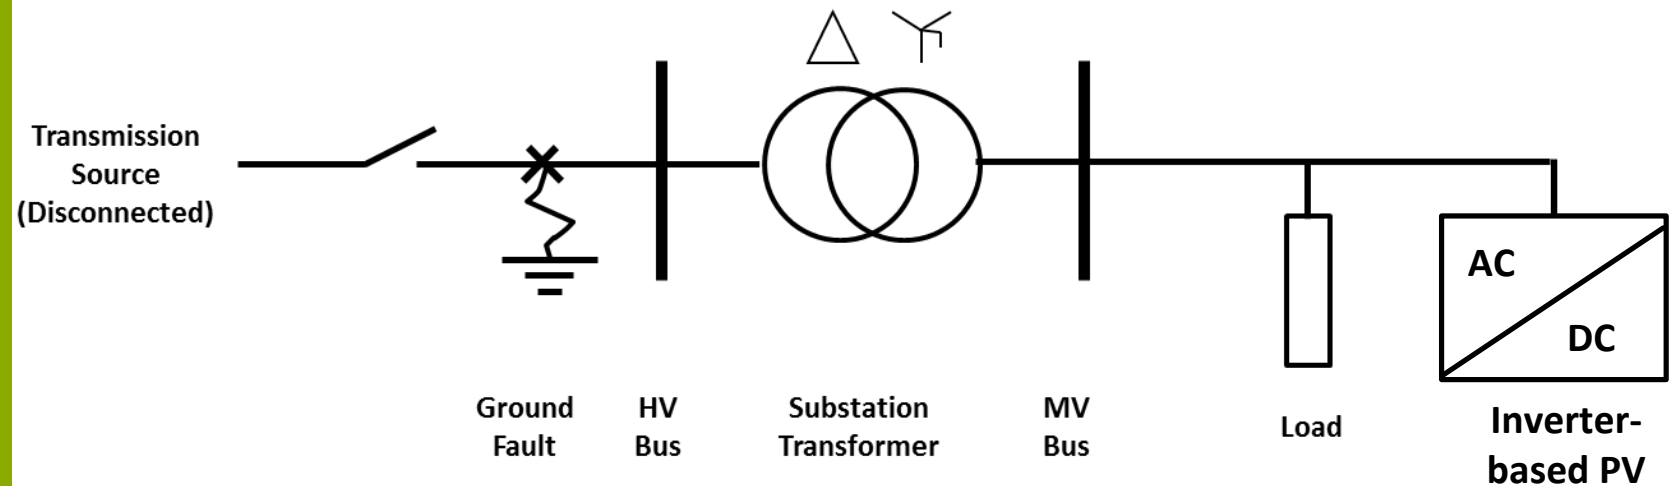 Transmission
Source
(Disconnected)
Ground
Fault
HV
Bus
Substation
Transformer
MV
Bus
Load
AC
DC
Inverter-
based PV